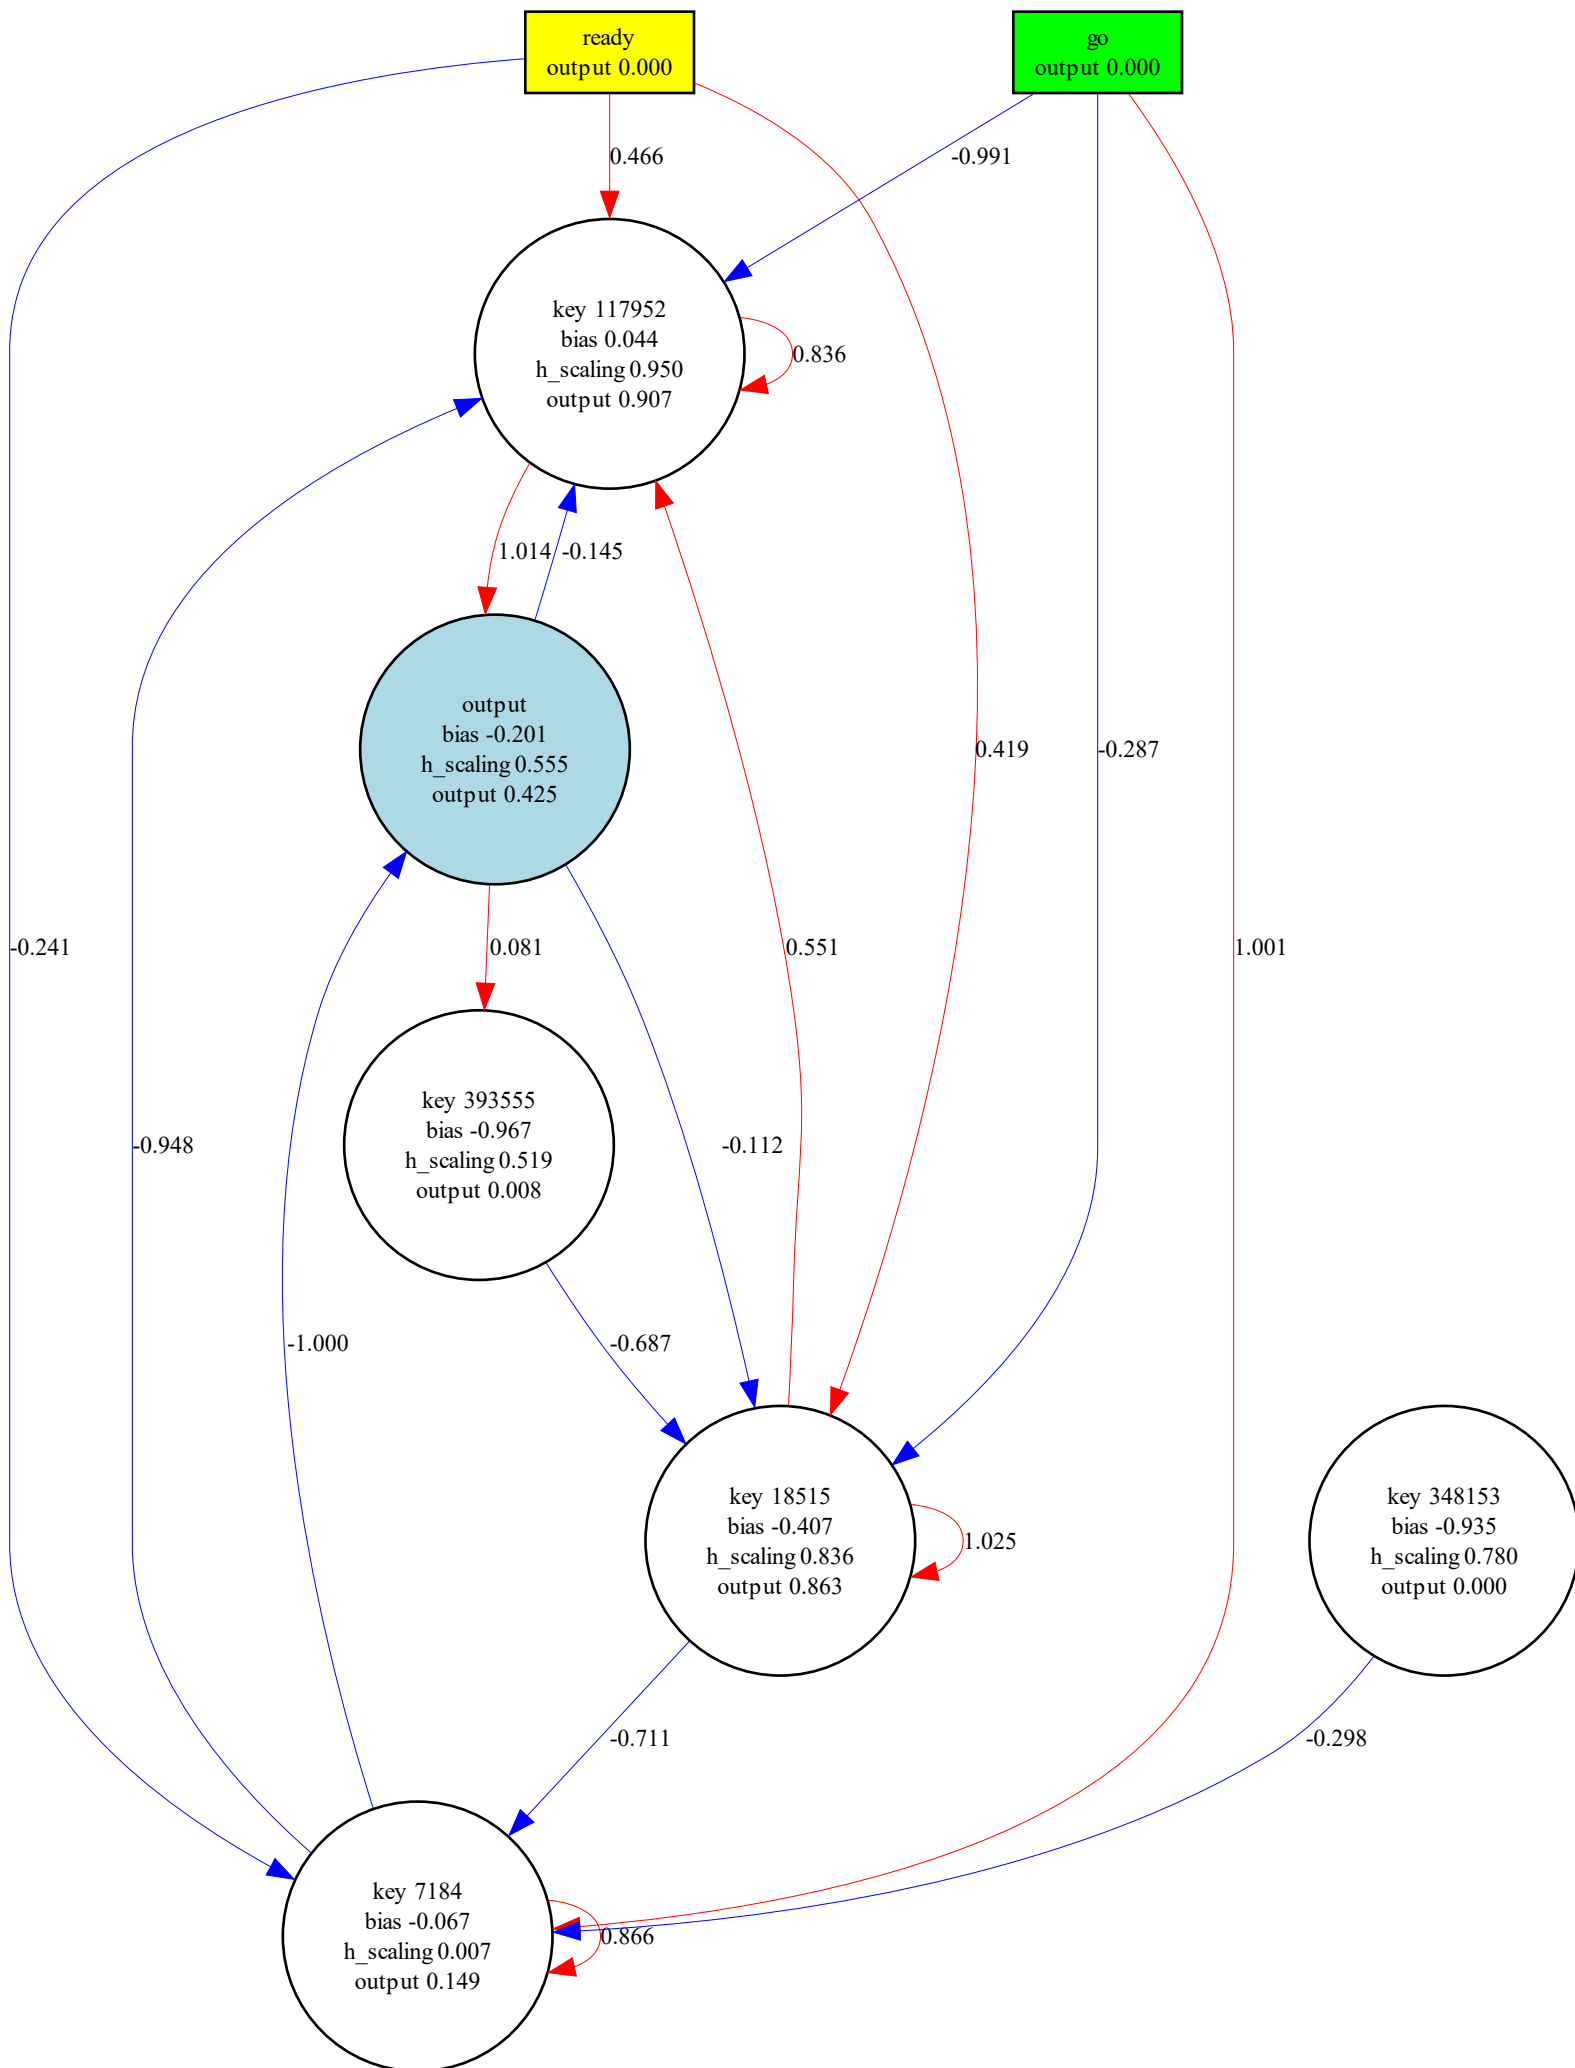 ready
output 0.000
go
output 0.000
0.466
-0.991
key 117952
bias 0.044
h_scaling 0.950
output 0.907
0.836
1.014
-0.145
output
bias -0.201
h_scaling 0.555
output 0.425
0.419
-0.287
-0.241
0.081
0.551
1.001
key 393555
bias -0.967
h_scaling 0.519
output 0.008
-0.948
-0.112
-1.000
-0.687
key 18515
bias -0.407
h_scaling 0.836
output 0.863
1.025
key 348153
bias -0.935
h_scaling 0.780
output 0.000
-0.711
-0.298
key 7184
bias -0.067
h_scaling 0.007
output 0.149
0.866